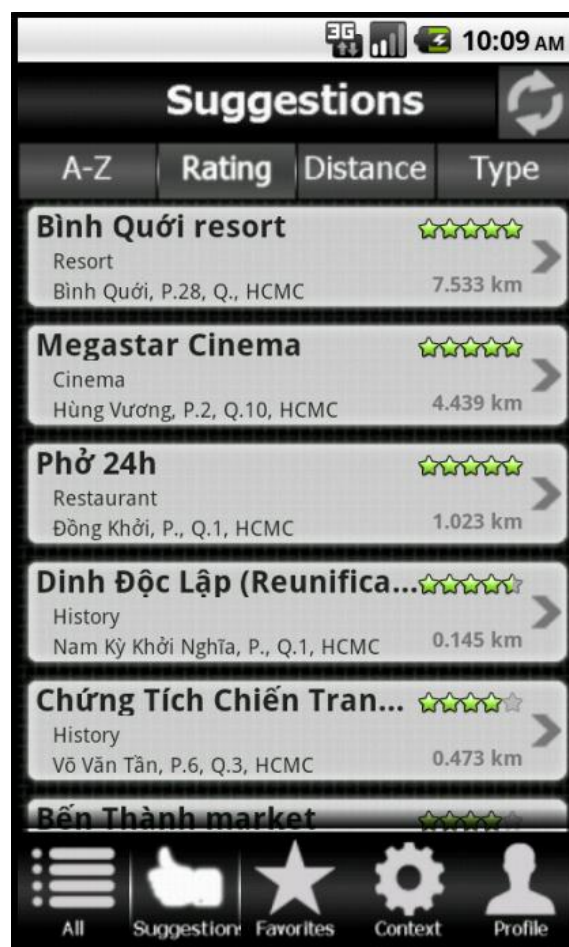 3G 10:09 AM
Suggestions
A-Z Rating Distance Type
Bình Quới resort
Resort
Bình Quới, P.28, Q., HCMC 7.533 km
Megastar Cinema
Cinema
Hùng Vương, P.2, Q.10, HCMC 4.439 km
Phở 24h
Restaurant
Đồng Khởi, P., Q.1, HCMC 1.023 km
Dinh Độc Lập (Reunifica...
History
Nam Kỳ Khởi Nghĩa, P., Q.1, HCMC 0.145 km
Chứng Tích Chiến Tran...
History
Võ Văn Tần, P.6, Q.3, HCMC 0.473 km
Bến Thành market
All Suggestion Favorites Context Profile